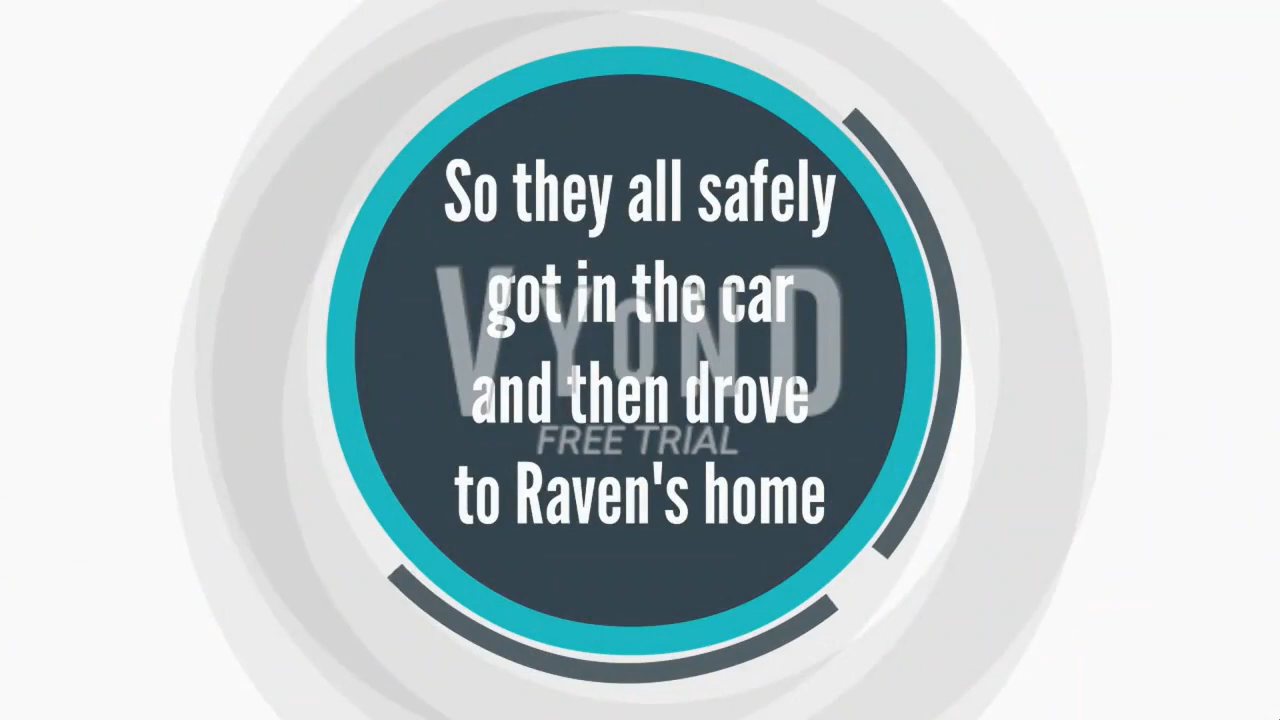 So they all safely
got in the car
and then drove
to Raven's home
VYOND
FREE TRIAL